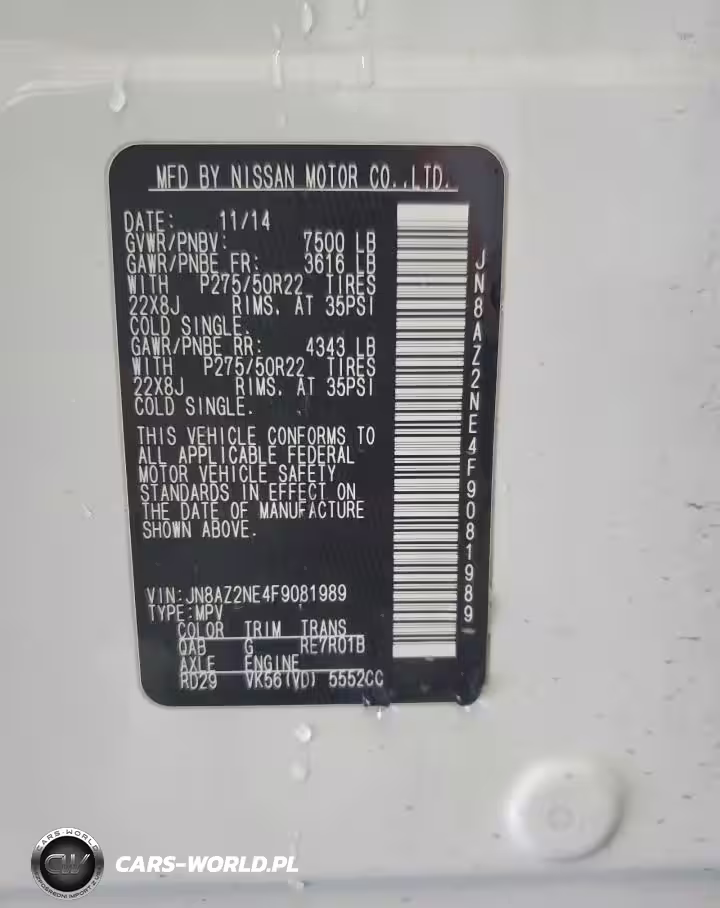 MFD BY NISSAN MOTOR CO.,LTD.
DATE: 11/14
GVWR/PNBV: 7500 LB
GAWR/PNBE FR: 3616 LB
WITH P275/50R22 TIRES
22X8J RIMS. AT 35PSI
COLD SINGLE.
GAWR/PNBE RR: 4343 LB
WITH P275/50R22 TIRES
22X8J RIMS. AT 35PSI
COLD SINGLE.
THIS VEHICLE CONFORMS TO
ALL APPLICABLE FEDERAL
MOTOR VEHICLE SAFETY
STANDARDS IN EFFECT ON
THE DATE OF MANUFACTURE
SHOWN ABOVE.
VIN:JN8AZ2NE4F9081989
TYPE:MPV
COLOR TRIM TRANS
QAB G RE7R01B
AXLE ENGINE
RD29 VK56(VD) 5552CC
JN8AZ2NE4F9081989
CARS-WORLD
CW
CARS-WORLD.PL